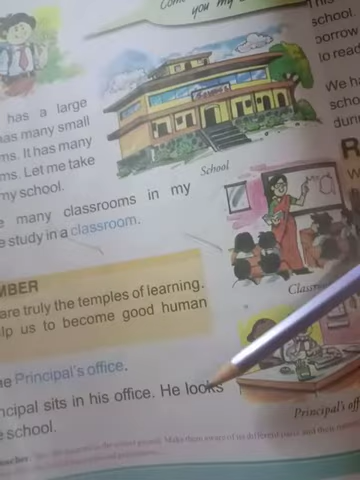 you my
has a large
has many small
ms. It has many
ms. Let me take
my school.
School
many classrooms in my
e study in a classroom.
MBER
are truly the temples of learning.
lp us to become good human
he Principal's office.
ncipal sits in his office. He looks
e school.
school.
borrow
to read
We ha
scho
durin
Classr
Principal's off